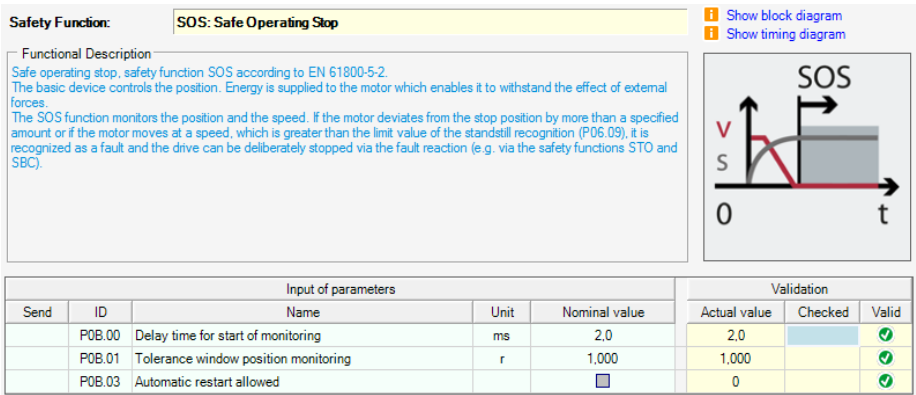 Safety Function: SOS: Safe Operating Stop
Show block diagram
Show timing diagram
Functional Description
Safe operating stop, safety function SOS according to EN 61800-5-2.
The basic device controls the position. Energy is supplied to the motor which enables it to withstand the effect of external
forces.
The SOS function monitors the position and the speed. If the motor deviates from the stop position by more than a specified
amount or if the motor moves at a speed, which is greater than the limit value of the standstill recognition (P06.09), it is
recognized as a fault and the drive can be deliberately stopped via the fault reaction (e.g. via the safety functions STO and
SBC).
SOS
V
S
0 t
Input of parameters Validation
Send ID Name Unit Nominal value Actual value Checked Valid
P0B.00 Delay time for start of monitoring ms 2,0 2,0
P0B.01 Tolerance window position monitoring r 1,000 1,000
P0B.03 Automatic restart allowed 0